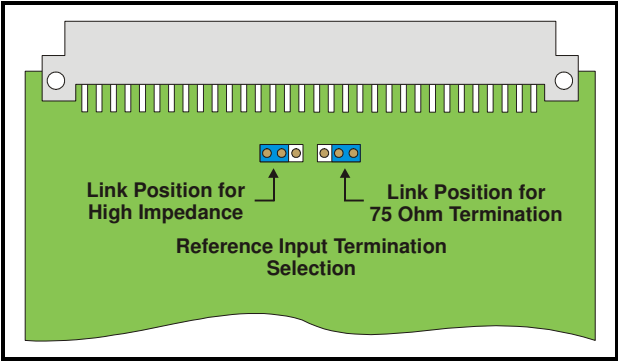 Link Position for
High Impedance
Link Position for
75 Ohm Termination
Reference Input Termination
Selection